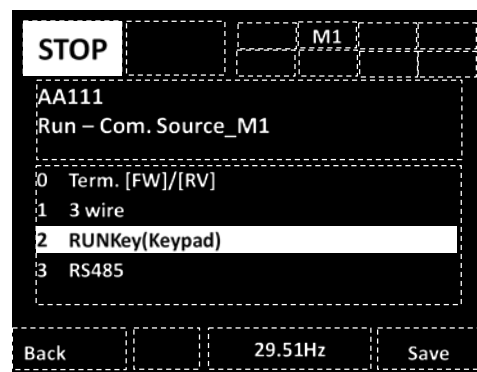 STOP
M1
AA111
Run – Com. Source_M1
0 Term. [FW]/[RV]
1 3 wire
2 RUNKey(Keypad)
3 RS485
Back 29.51Hz Save